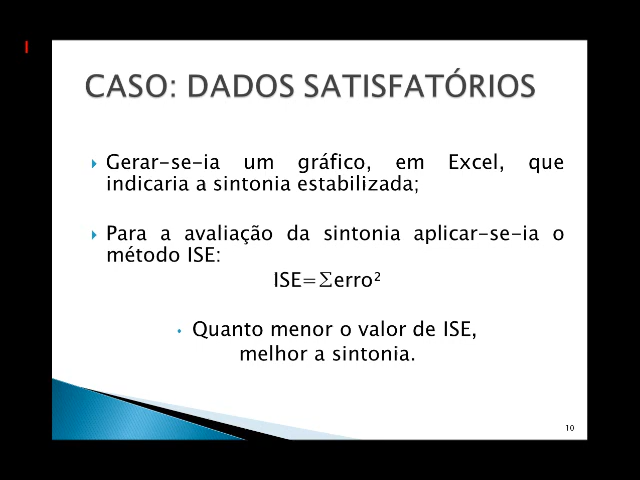 CASO: DADOS SATISFATÓRIOS
Gerar-se-ia um gráfico, em Excel, que
indicaria a sintonia estabilizada;
Para a avaliação da sintonia aplicar-se-ia o
método ISE:
ISE=∑erro²
Quanto menor o valor de ISE,
melhor a sintonia.
10